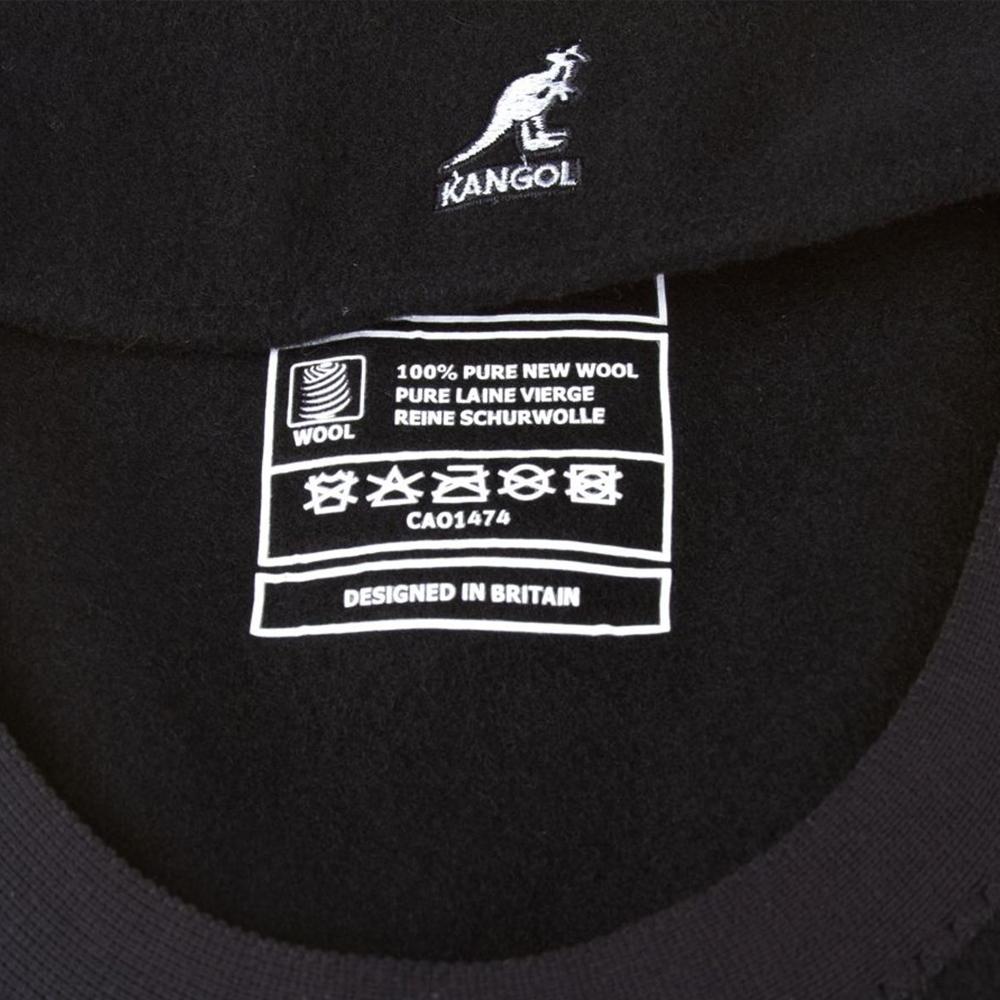 KANGOL
100% PURE NEW WOOL
PURE LAINE VIERGE
REINE SCHURWOLLE
WOOL
CA01474
DESIGNED IN BRITAIN